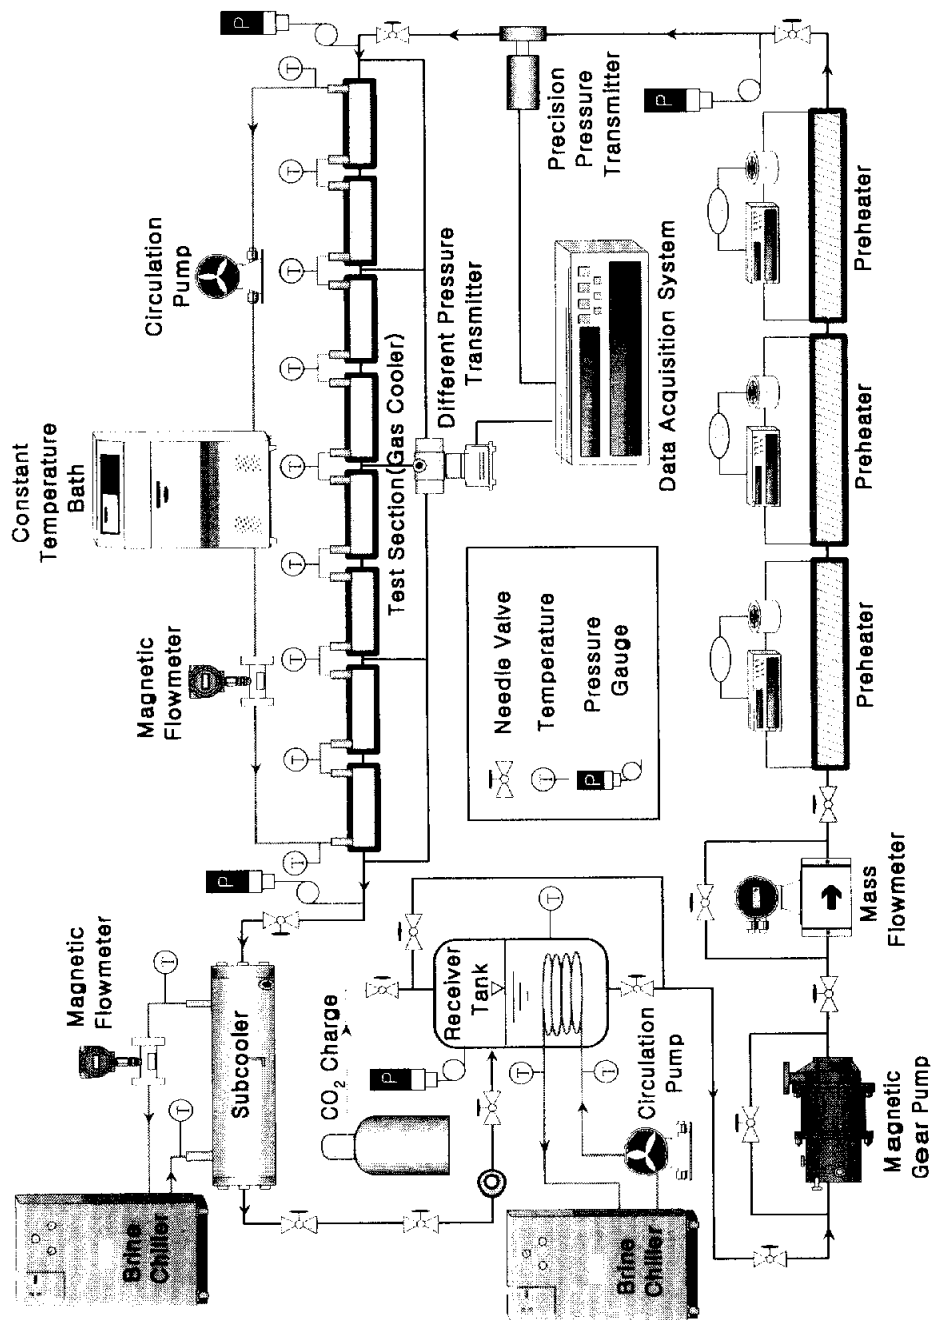 Brine
Chiller
Magnetic
Flowmeter
T
T
Subcooler
Constant
Temperature
Bath
Magnetic
Flowmeter
Circulation
Pump
P
P
T
T
T
T
T
T
T
T
T
Test Section(Gas Cooler)
Different Pressure
Transmitter
CO₂ Charge
P
Receiver
Tank
T
T
T
Circulation
Pump
Brine
Chiller
Needle Valve
T
Temperature
P
Pressure
Gauge
Precision
Pressure
Transmitter
Data Acquisition System
P
Magnetic
Gear Pump
Mass
Flowmeter
Preheater
Preheater
Preheater